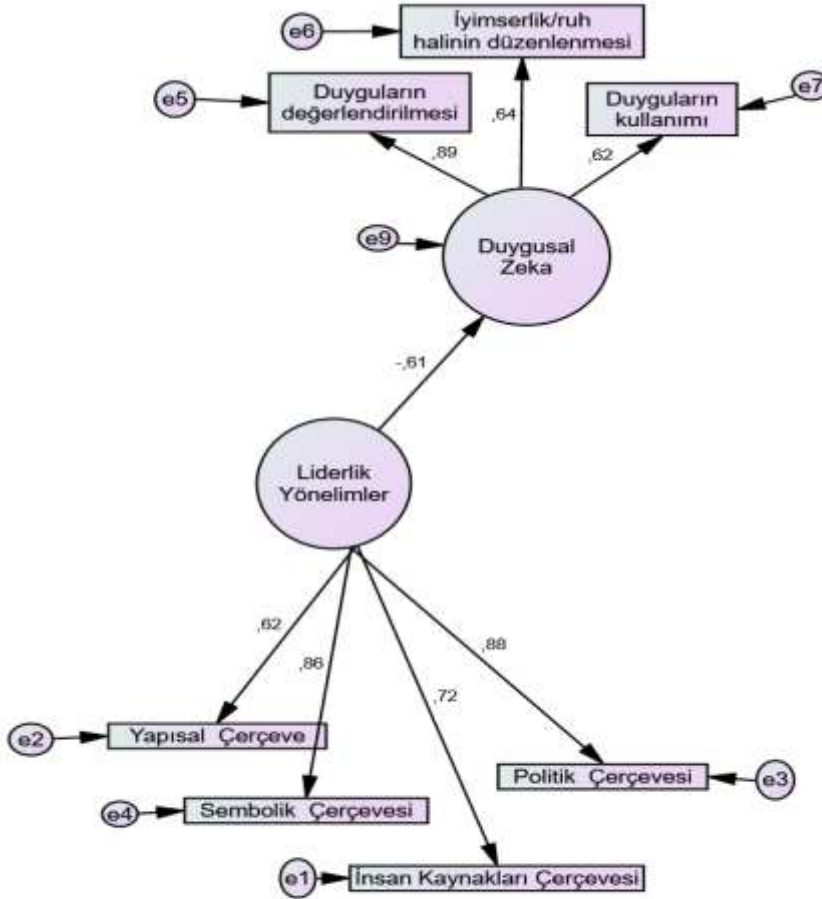 e6
İyimserlik/ruh
halinin düzenlenmesi
e5
Duyguların
değerlendirilmesi
e7
Duyguların
kullanımı
,89
,64
,62
e9
Duygusal
Zeka
-,61
Liderlik
Yönelimler
,62
,86
,72
,88
e2
Yapısal Çerçeve
Politik Çerçevesi
e3
e4
Sembolik Çerçevesi
e1
İnsan Kaynakları Çerçevesi